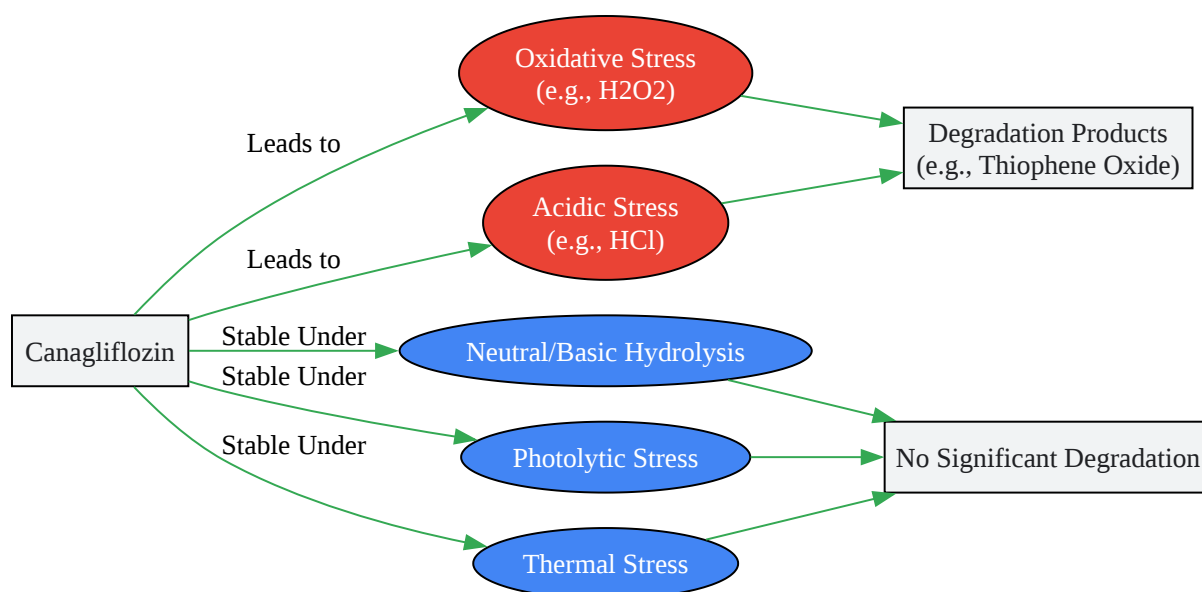 Oxidative Stress
(e.g., H2O2)
Leads to
Degradation Products
(e.g., Thiophene Oxide)
Acidic Stress
(e.g., HCl)
Leads to
Canagliflozin
Stable Under
Neutral/Basic Hydrolysis
Stable Under
Photolytic Stress
No Significant Degradation
Stable Under
Thermal Stress